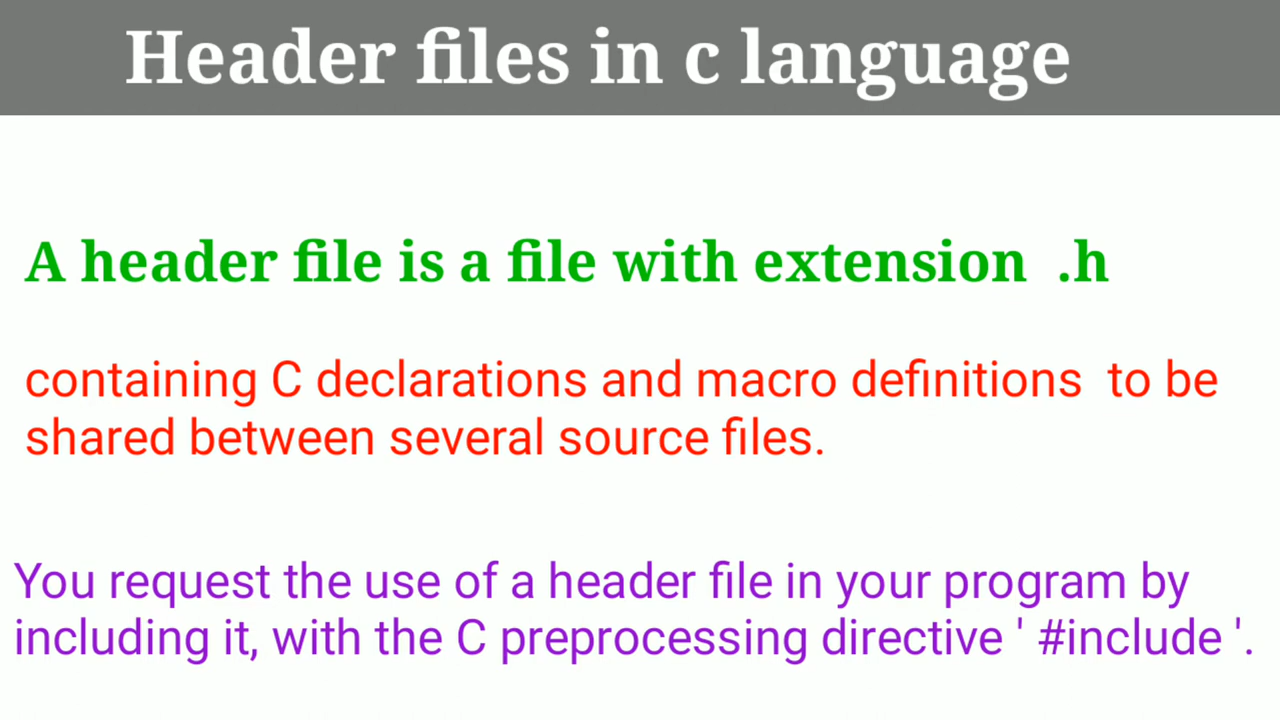 Header files in c language
A header file is a file with extension .h
containing C declarations and macro definitions to be
shared between several source files.
You request the use of a header file in your program by
including it, with the C preprocessing directive ' #include '.